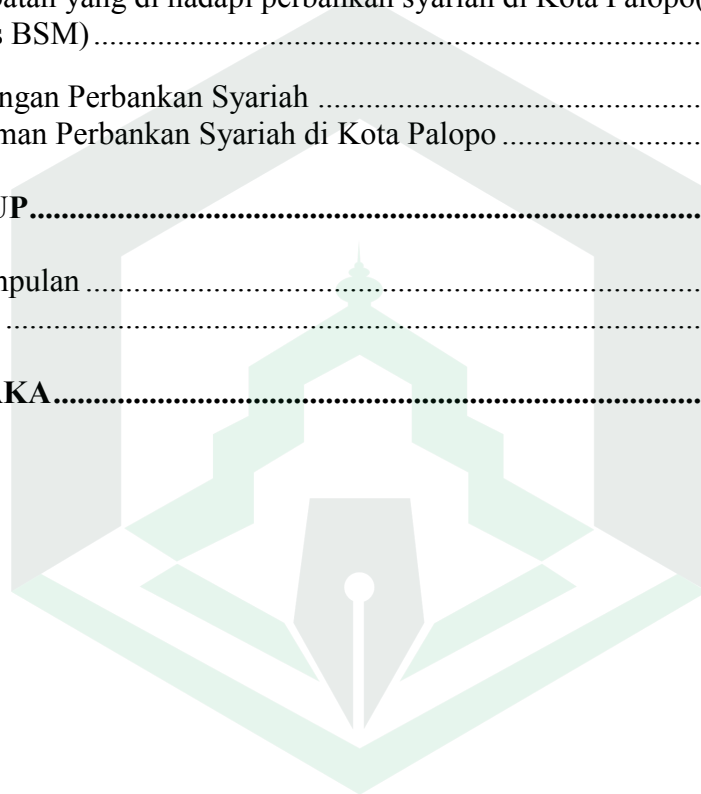 batan yang di hadapi perbankan syariah di Kota Palopo(
s BSM)........................................................................................
ngan Perbankan Syariah .......................................................
man Perbankan Syariah di Kota Palopo ..............................
UP........................................................................................
npulan ...................................................................................
...............................................................................................
AKA......................................................................................